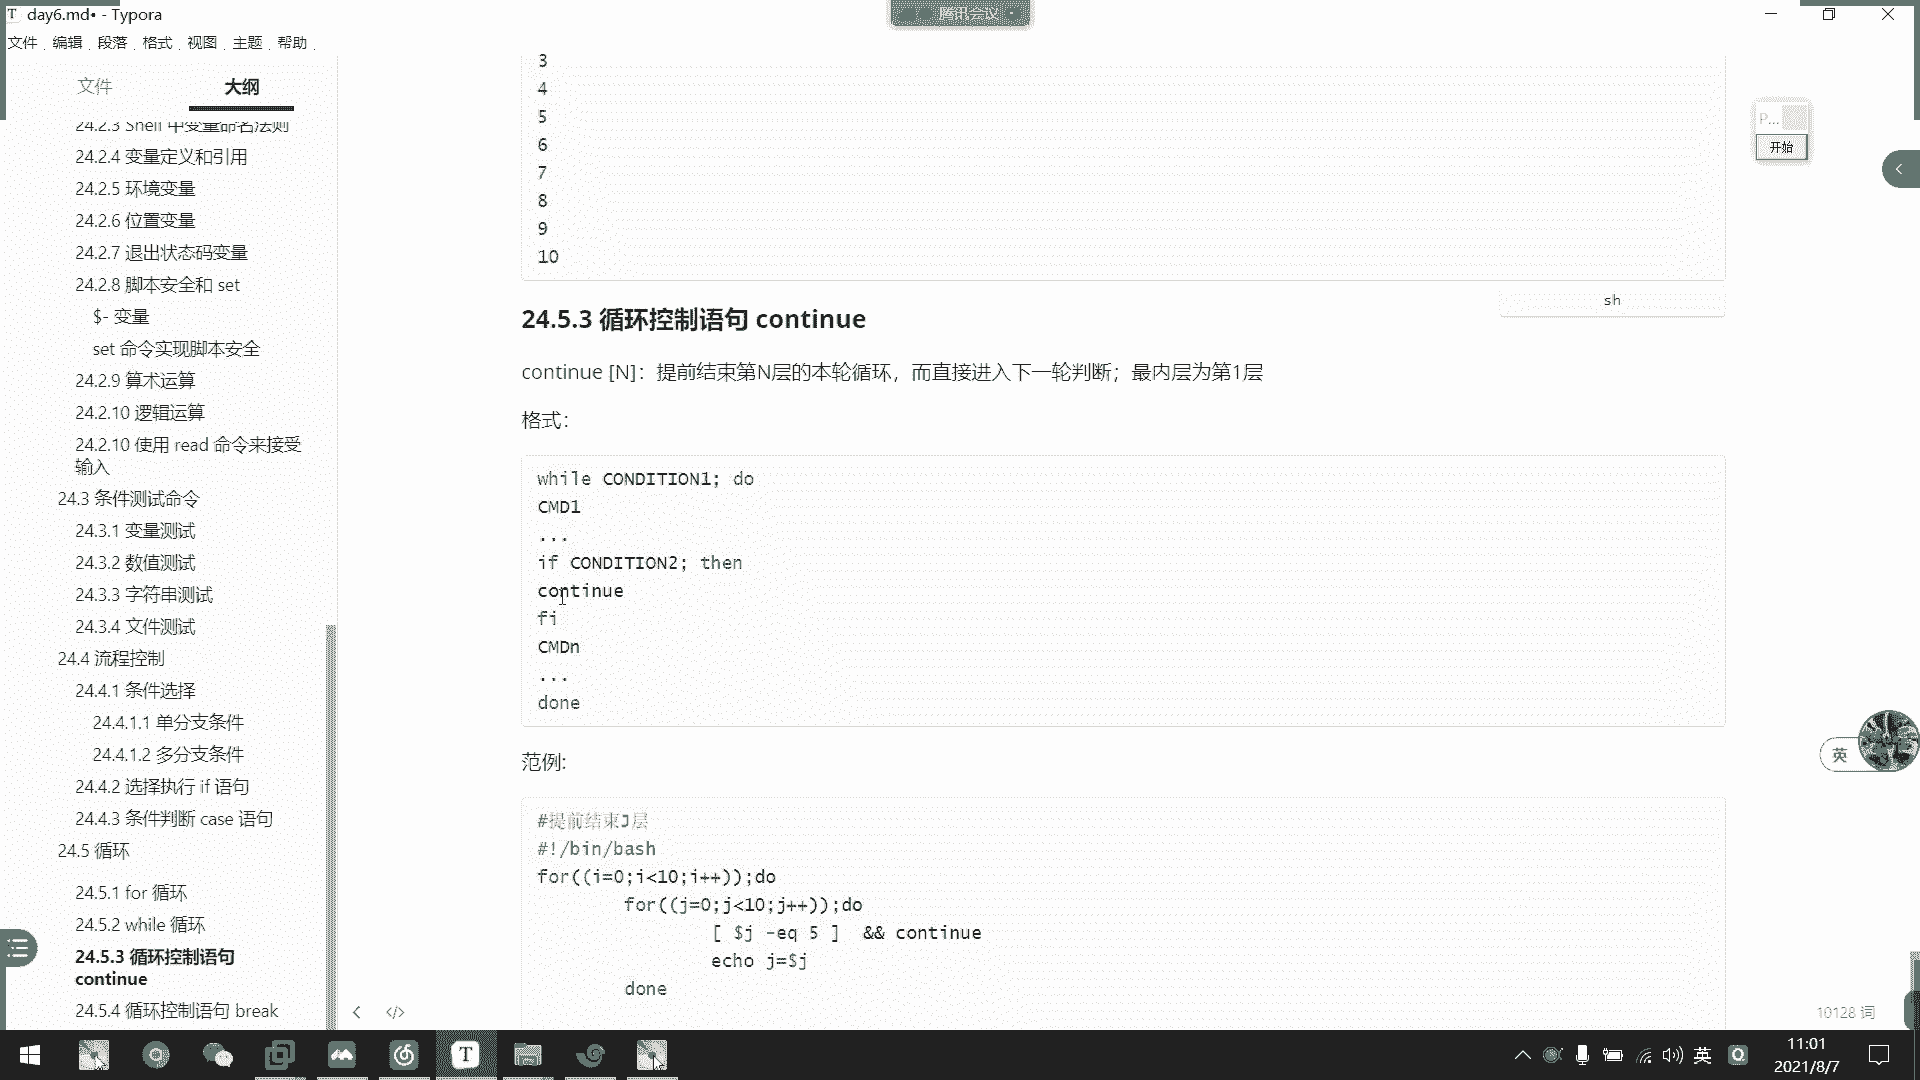 T day6.md• - Typora
腾讯会议
文件 编辑 段落 格式 视图 主题 帮助
文件 大纲
24.2.3 Shell 中变量命名法则
24.2.4 变量定义和引用
24.2.5 环境变量
24.2.6 位置变量
24.2.7 退出状态码变量
24.2.8 脚本安全和 set
$- 变量
set 命令实现脚本安全
24.2.9 算术运算
24.2.10 逻辑运算
24.2.10 使用 read 命令来接受
输入
24.3 条件测试命令
24.3.1 变量测试
24.3.2 数值测试
24.3.3 字符串测试
24.3.4 文件测试
24.4 流程控制
24.4.1 条件选择
24.4.1.1 单分支条件
24.4.1.2 多分支条件
24.4.2 选择执行 if 语句
24.4.3 条件判断 case 语句
24.5 循环
24.5.1 for 循环
24.5.2 while 循环
24.5.3 循环控制语句
continue
24.5.4 循环控制语句 break
3
4
5
6
7
8
9
10
sh
24.5.3 循环控制语句 continue
continue [N]：提前结束第N层的本轮循环，而直接进入下一轮判断；最内层为第1层
格式：
while CONDITION1; do
CMD1
...
if CONDITION2; then
continue
fi
CMDn
...
done
范例:
#提前结束J层
#!/bin/bash
for((i=0;i<10;i++));do
for((j=0;j<10;j++));do
[ $j -eq 5 ] && continue
echo j=$j
done
P...
开始
英
10128 词
英
11:01
2021/8/7